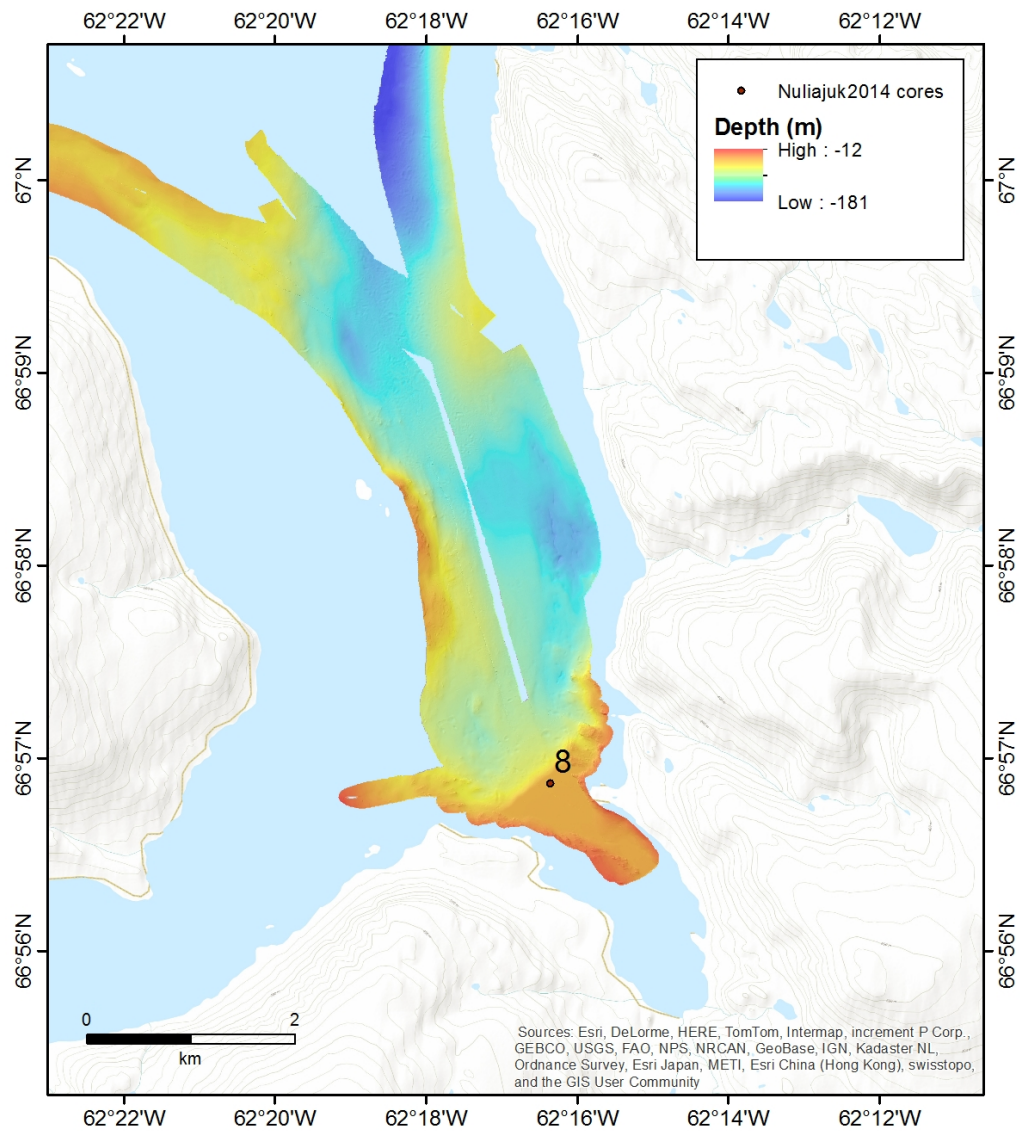 62°22'W 62°20'W 62°18'W 62°16'W 62°14'W 62°12'W
Nuliajuk2014 cores
Depth (m)
High : -12
Low : -181
67°N 67°N
66°59'N 66°59'N
66°58'N 66°58'N
66°57'N 66°57'N
8
66°56'N 66°56'N
0 2
km
Sources: Esri, DeLorme, HERE, TomTom, Intermap, increment P Corp.,
GEBCO, USGS, FAO, NPS, NRCAN, GeoBase, IGN, Kadaster NL,
Ordnance Survey, Esri Japan, METI, Esri China (Hong Kong), swisstopo,
and the GIS User Community
62°22'W 62°20'W 62°18'W 62°16'W 62°14'W 62°12'W